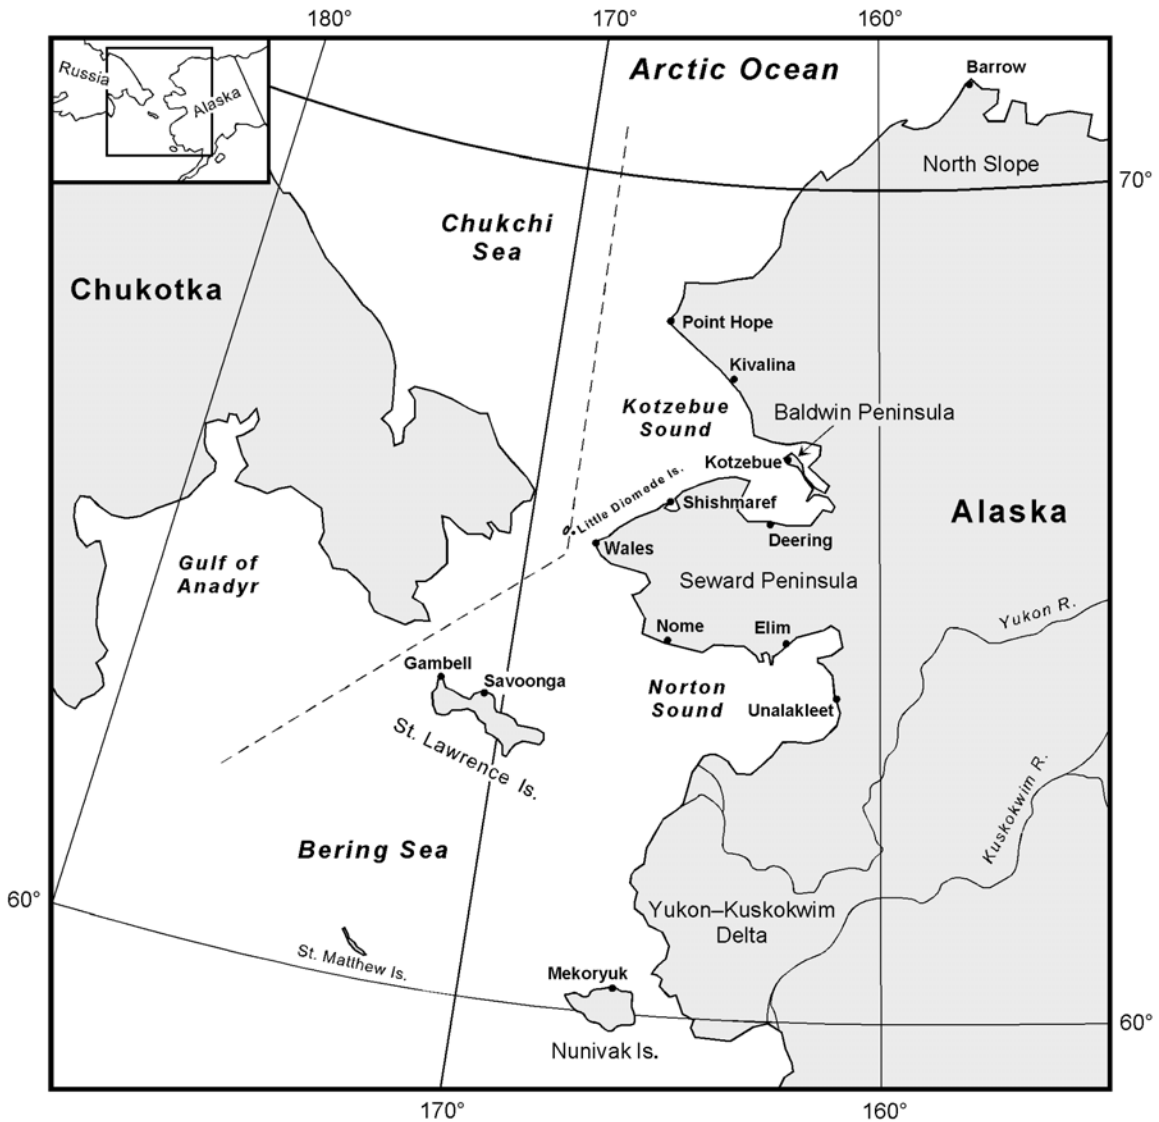 180°
170°
160°
Russia
Alaska
Arctic Ocean
Barrow
North Slope
70°
Chukchi
Sea
Chukotka
Point Hope
Kivalina
Kotzebue
Sound
Baldwin Peninsula
Kotzebue
Little Diomede Is.
Shishmaref
Alaska
Deering
Wales
Gulf of
Anadyr
Seward Peninsula
Yukon R.
Nome
Elim
Gambell
Savoonga
Norton
Sound
Unalakleet
St. Lawrence Is.
Kuskokwim R.
Bering Sea
60°
Yukon–Kuskokwim
Delta
St. Matthew Is.
Mekoryuk
60°
Nunivak Is.
170°
160°